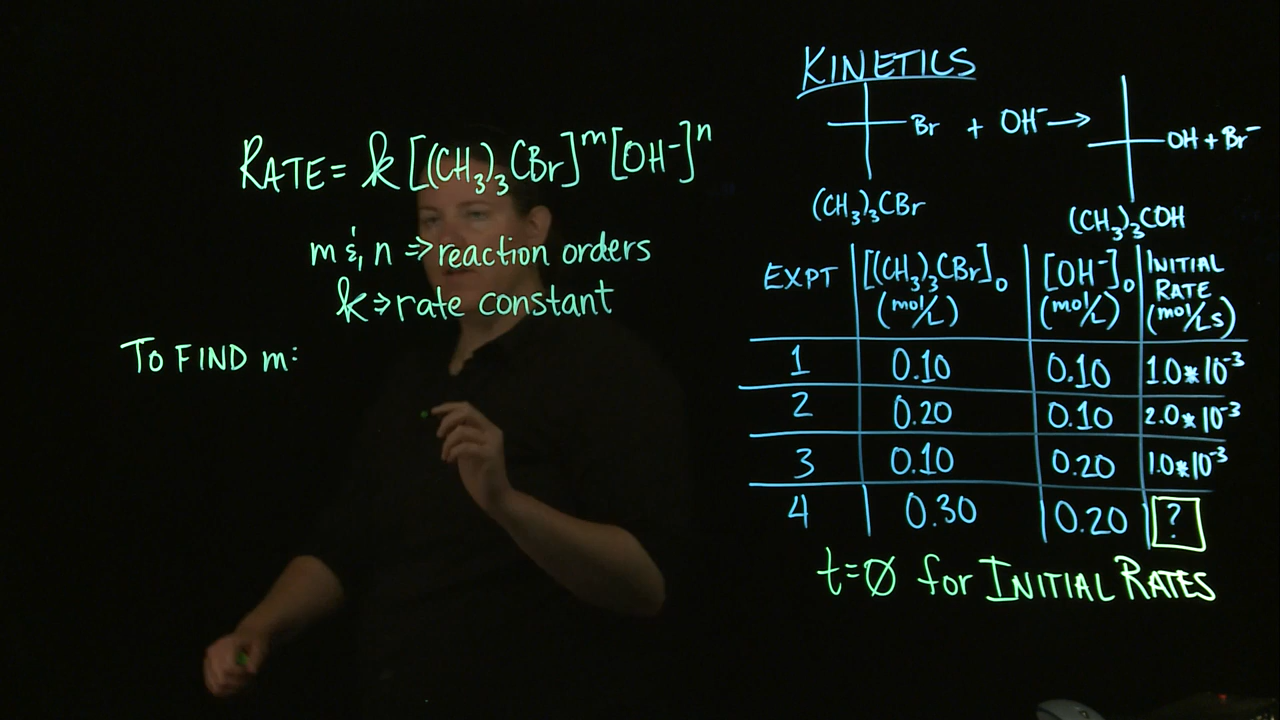 RATE = k [(CH₃)₃CBr]ᵐ [OH⁻]ⁿ
m & n ⇒ reaction orders
k ⇒ rate constant
TO FIND m:
KINETICS
Br + OH⁻ → OH + Br⁻
(CH₃)₃CBr (CH₃)₃COH
EXPT [(CH₃)₃CBr]₀ (mol/L) [OH⁻]₀ (mol/L) INITIAL RATE (mol/Ls)
1 0.10 0.10 1.0*10⁻³
2 0.20 0.10 2.0*10⁻³
3 0.10 0.20 1.0*10⁻³
4 0.30 0.20 ?
t=∅ for INITIAL RATES